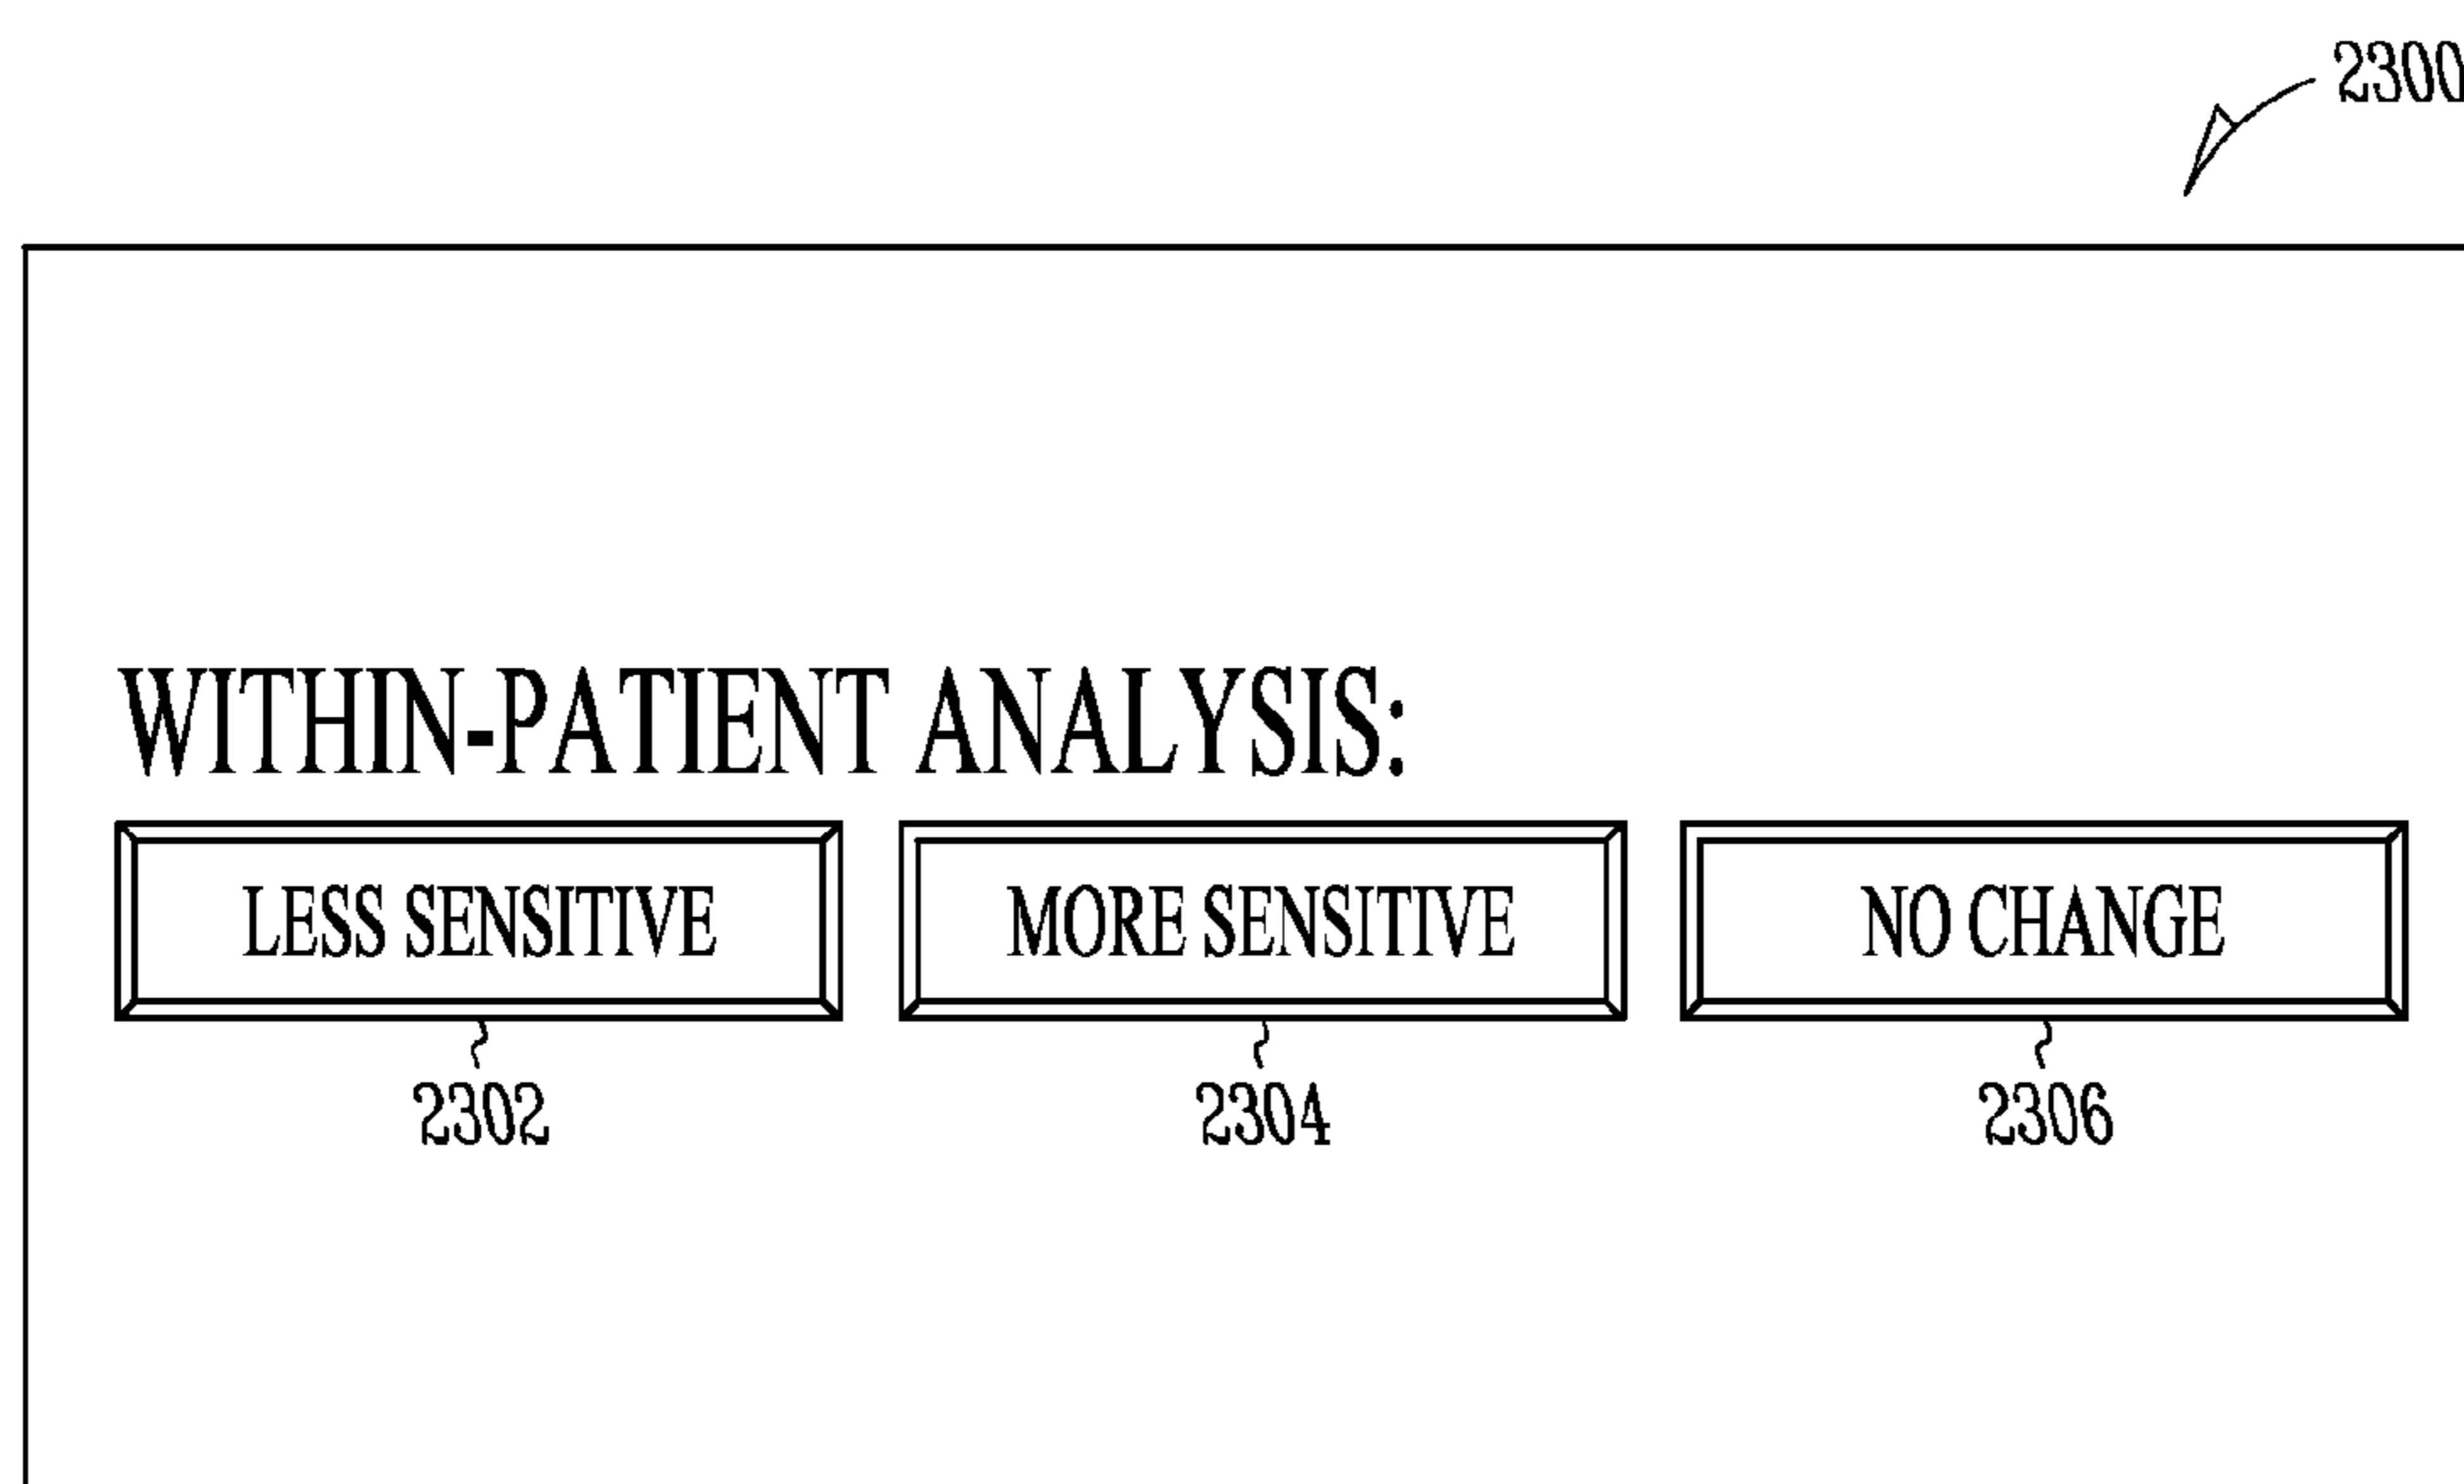 2300
WITHIN-PATIENT ANALYSIS:
LESS SENSITIVE
MORE SENSITIVE
NO CHANGE
2302
2304
2306